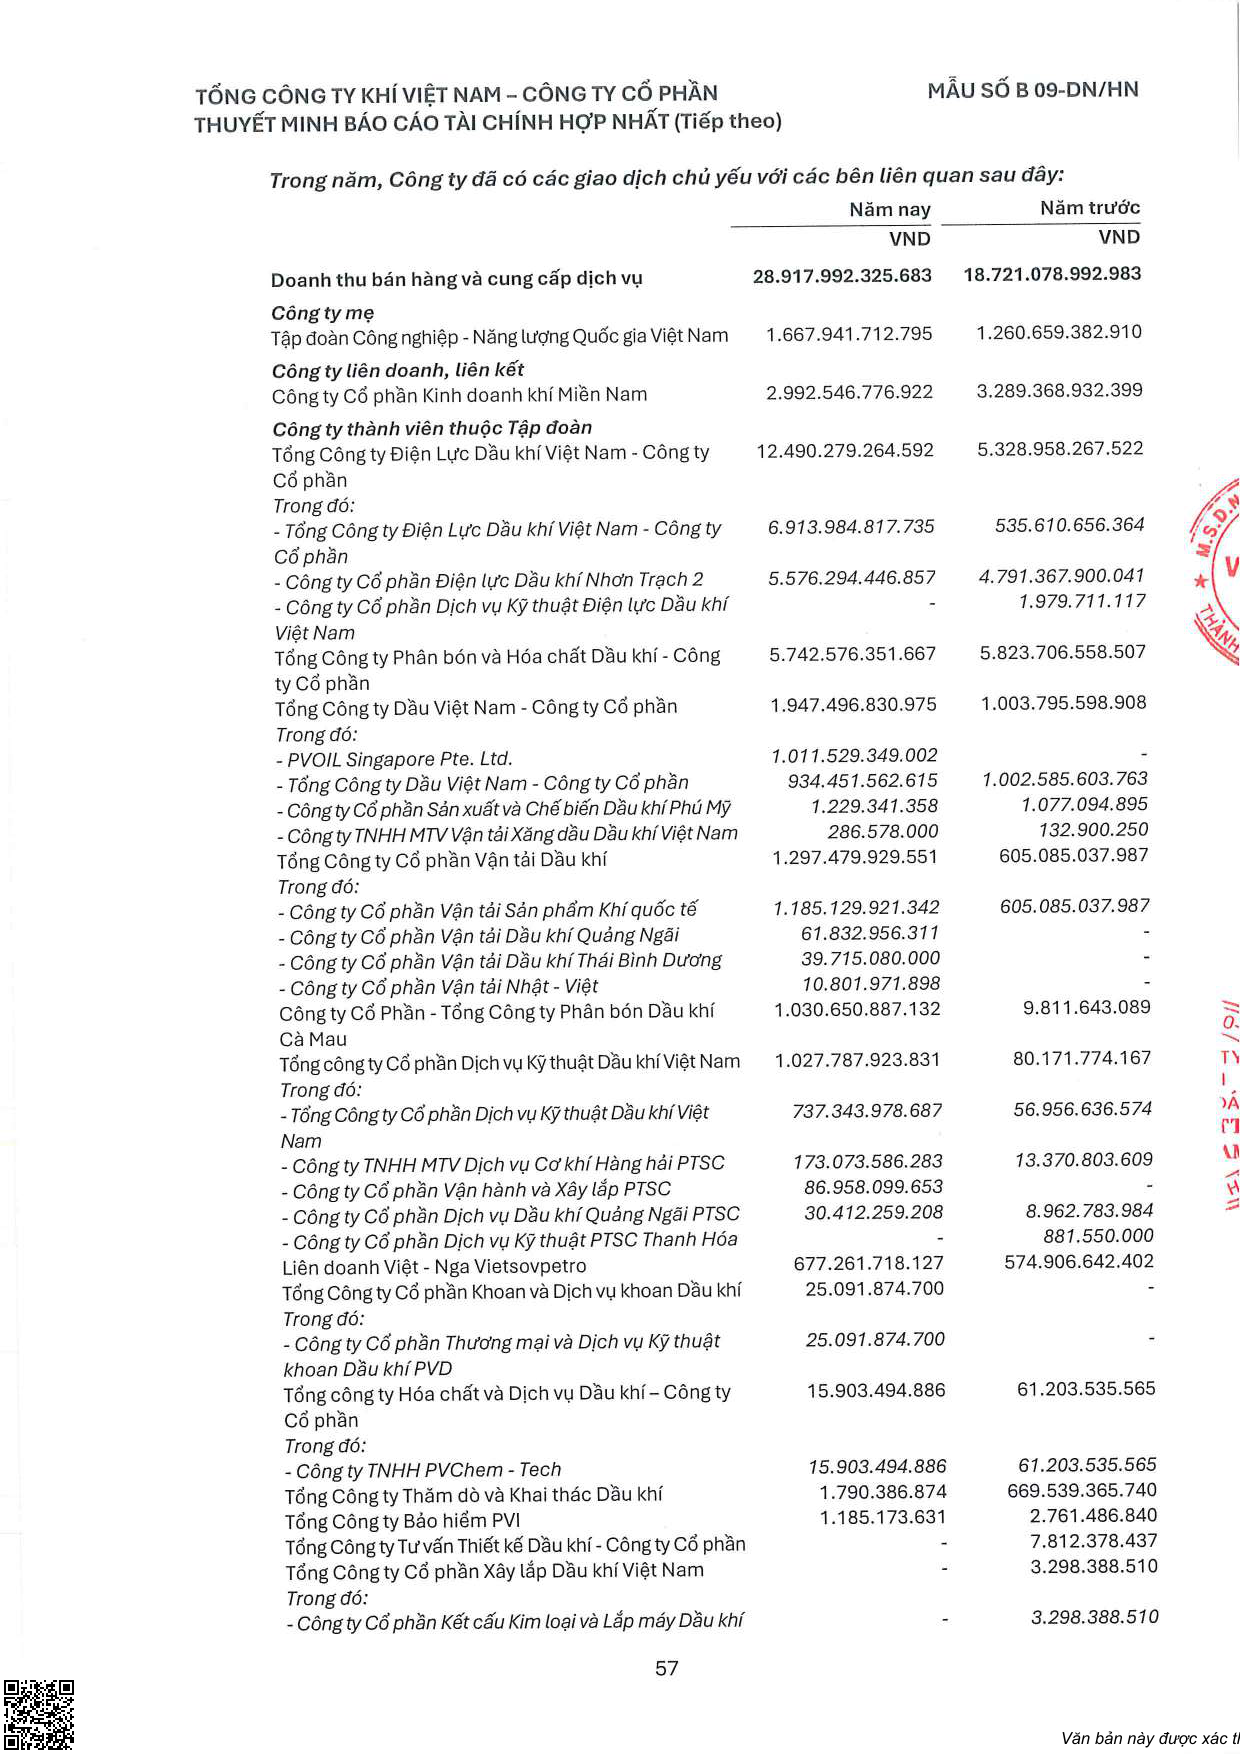 TỔNG CÔNG TY KHÍ VIỆT NAM – CÔNG TY CỔ PHẦN MẪU SỐ B 09-DN/HN
THUYẾT MINH BÁO CÁO TÀI CHÍNH HỢP NHẤT (Tiếp theo)
Trong năm, Công ty đã có các giao dịch chủ yếu với các bên liên quan sau đây:
Năm nay Năm trước
VND VND
Doanh thu bán hàng và cung cấp dịch vụ 28.917.992.325.683 18.721.078.992.983
Công ty mẹ
Tập đoàn Công nghiệp - Năng lượng Quốc gia Việt Nam 1.667.941.712.795 1.260.659.382.910
Công ty liên doanh, liên kết
Công ty Cổ phần Kinh doanh khí Miền Nam 2.992.546.776.922 3.289.368.932.399
Công ty thành viên thuộc Tập đoàn
Tổng Công ty Điện Lực Dầu khí Việt Nam - Công ty 12.490.279.264.592 5.328.958.267.522
Cổ phần
Trong đó:
- Tổng Công ty Điện Lực Dầu khí Việt Nam - Công ty 6.913.984.817.735 535.610.656.364
Cổ phần
- Công ty Cổ phần Điện lực Dầu khí Nhơn Trạch 2 5.576.294.446.857 4.791.367.900.041
- Công ty Cổ phần Dịch vụ Kỹ thuật Điện lực Dầu khí - 1.979.711.117
Việt Nam
Tổng Công ty Phân bón và Hóa chất Dầu khí - Công 5.742.576.351.667 5.823.706.558.507
ty Cổ phần
Tổng Công ty Dầu Việt Nam - Công ty Cổ phần 1.947.496.830.975 1.003.795.598.908
Trong đó:
- PVOIL Singapore Pte. Ltd. 1.011.529.349.002 -
- Tổng Công ty Dầu Việt Nam - Công ty Cổ phần 934.451.562.615 1.002.585.603.763
- Công ty Cổ phần Sản xuất và Chế biến Dầu khí Phú Mỹ 1.229.341.358 1.077.094.895
- Công ty TNHH MTV Vận tải Xăng dầu Dầu khí Việt Nam 286.578.000 132.900.250
Tổng Công ty Cổ phần Vận tải Dầu khí 1.297.479.929.551 605.085.037.987
Trong đó:
- Công ty Cổ phần Vận tải Sản phẩm Khí quốc tế 1.185.129.921.342 605.085.037.987
- Công ty Cổ phần Vận tải Dầu khí Quảng Ngãi 61.832.956.311 -
- Công ty Cổ phần Vận tải Dầu khí Thái Bình Dương 39.715.080.000 -
- Công ty Cổ phần Vận tải Nhật - Việt 10.801.971.898 -
Công ty Cổ Phần - Tổng Công ty Phân bón Dầu khí 1.030.650.887.132 9.811.643.089
Cà Mau
Tổng công ty Cổ phần Dịch vụ Kỹ thuật Dầu khí Việt Nam 1.027.787.923.831 80.171.774.167
Trong đó:
- Tổng Công ty Cổ phần Dịch vụ Kỹ thuật Dầu khí Việt 737.343.978.687 56.956.636.574
Nam
- Công ty TNHH MTV Dịch vụ Cơ khí Hàng hải PTSC 173.073.586.283 13.370.803.609
- Công ty Cổ phần Vận hành và Xây lắp PTSC 86.958.099.653 -
- Công ty Cổ phần Dịch vụ Dầu khí Quảng Ngãi PTSC 30.412.259.208 8.962.783.984
- Công ty Cổ phần Dịch vụ Kỹ thuật PTSC Thanh Hóa - 881.550.000
Liên doanh Việt - Nga Vietsovpetro 677.261.718.127 574.906.642.402
Tổng Công ty Cổ phần Khoan và Dịch vụ khoan Dầu khí 25.091.874.700 -
Trong đó:
- Công ty Cổ phần Thương mại và Dịch vụ Kỹ thuật 25.091.874.700 -
khoan Dầu khí PVD
Tổng công ty Hóa chất và Dịch vụ Dầu khí – Công ty 15.903.494.886 61.203.535.565
Cổ phần
Trong đó:
- Công ty TNHH PVChem - Tech 15.903.494.886 61.203.535.565
Tổng Công ty Thăm dò và Khai thác Dầu khí 1.790.386.874 669.539.365.740
Tổng Công ty Bảo hiểm PVI 1.185.173.631 2.761.486.840
Tổng Công ty Tư vấn Thiết kế Dầu khí - Công ty Cổ phần - 7.812.378.437
Tổng Công ty Cổ phần Xây lắp Dầu khí Việt Nam - 3.298.388.510
Trong đó:
- Công ty Cổ phần Kết cấu Kim loại và Lắp máy Dầu khí - 3.298.388.510
57
Văn bản này được xác
M.S.D.N
THÀNH
TY